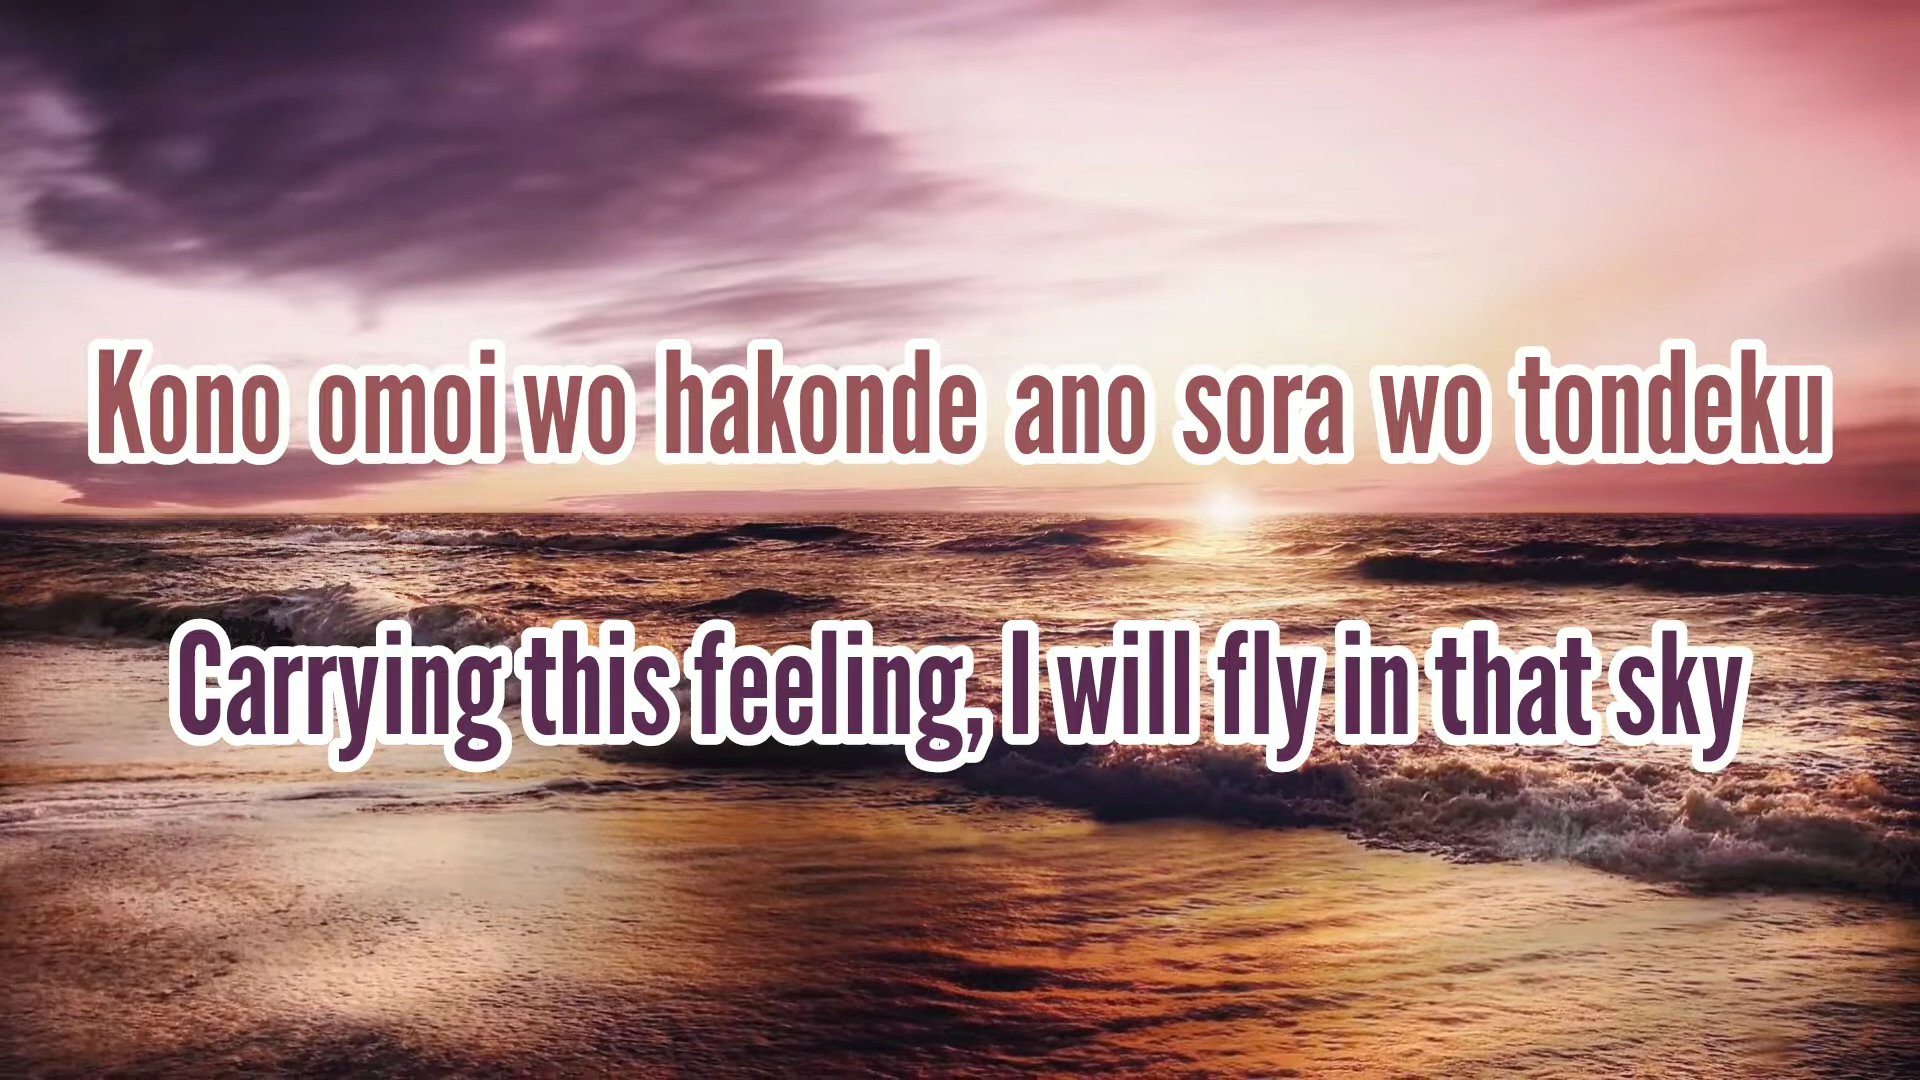 Kono omoi wo hakonde ano sora wo tondeku
Carrying this feeling, I will fly in that sky